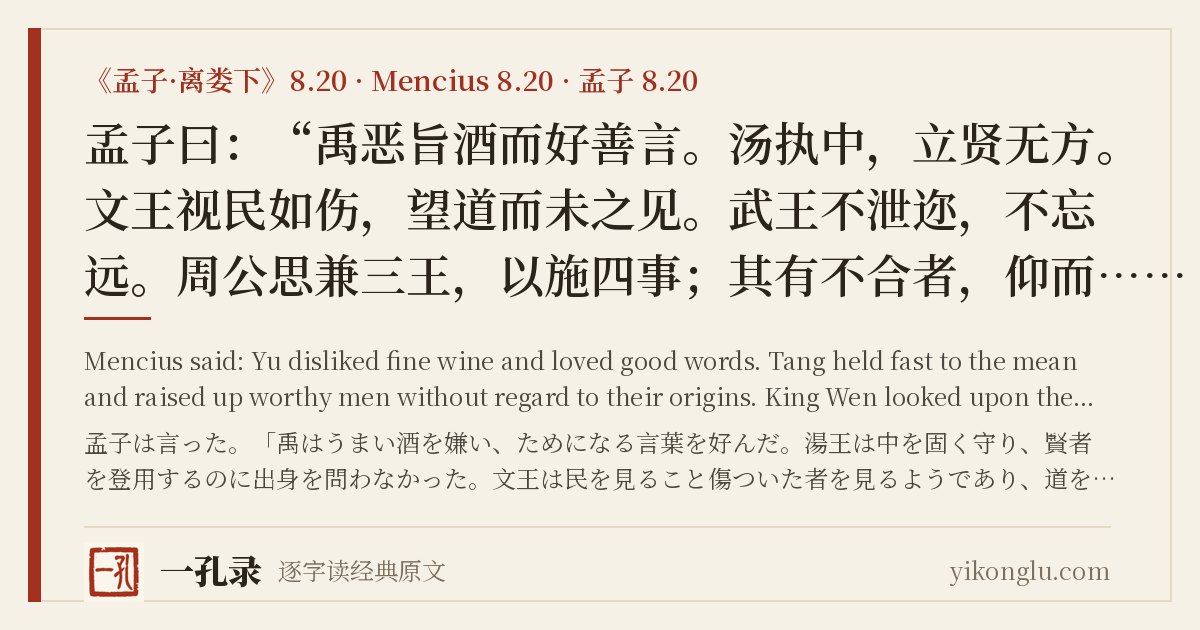 《孟子·离娄下》8.20 · Mencius 8.20 · 孟子 8.20
孟子曰：“禹恶旨酒而好善言。汤执中，立贤无方。
文王视民如伤，望道而未之见。武王不泄迩，不忘
远。周公思兼三王，以施四事；其有不合者，仰而……
Mencius said: Yu disliked fine wine and loved good words. Tang held fast to the mean
and raised up worthy men without regard to their origins. King Wen looked upon the...
孟子は言った。「禹はうまい酒を嫌い、ためになる言葉を好んだ。湯王は中を固く守り、賢者
を登用するのに出身を問わなかった。文王は民を見ること傷ついた者を見るようであり、道を…
一孔
一孔录 逐字读经典原文 yikonglu.com